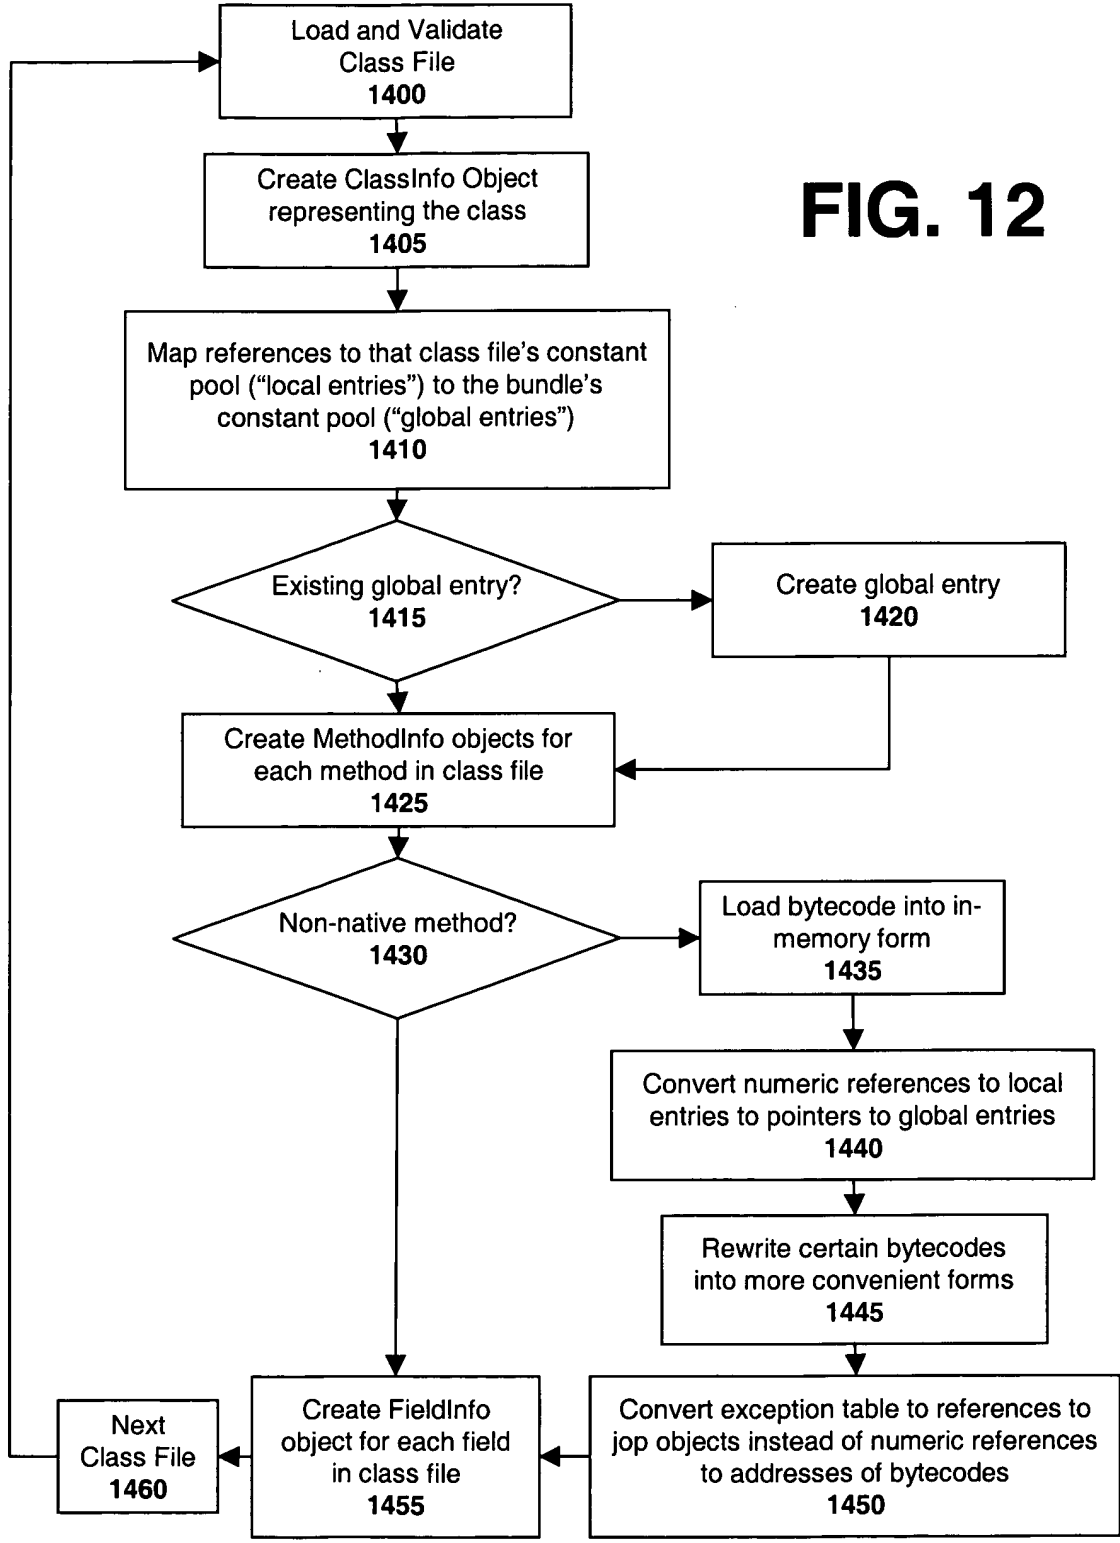 Load and Validate
Class File
1400
Create ClassInfo Object
representing the class
1405
FIG. 12
Map references to that class file's constant
pool (“local entries”) to the bundle's
constant pool (“global entries”)
1410
Existing global entry?
1415
Create global entry
1420
Create MethodInfo objects for
each method in class file
1425
Non-native method?
1430
Load bytecode into in-
memory form
1435
Convert numeric references to local
entries to pointers to global entries
1440
Rewrite certain bytecodes
into more convenient forms
1445
Next
Class File
1460
Create FieldInfo
object for each field
in class file
1455
Convert exception table to references to
jop objects instead of numeric references
to addresses of bytecodes
1450